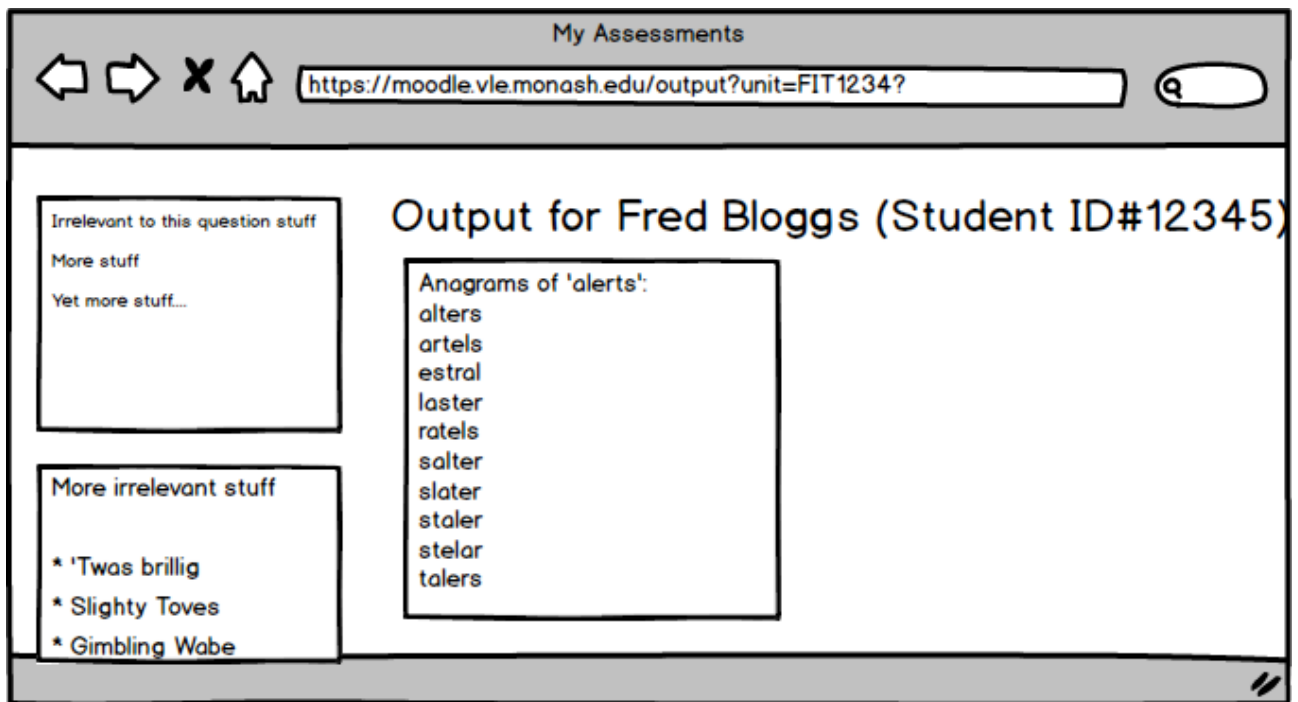 My Assessments
https://moodle.vle.monash.edu/output?unit=FIT1234?
Irrelevant to this question stuff
More stuff
Yet more stuff....
More irrelevant stuff
* 'Twas brillig
* Slighty Toves
* Gimbling Wabe
Output for Fred Bloggs (Student ID#12345)
Anagrams of 'alerts':
alters
artels
estral
laster
ratels
salter
slater
staler
stelar
talers